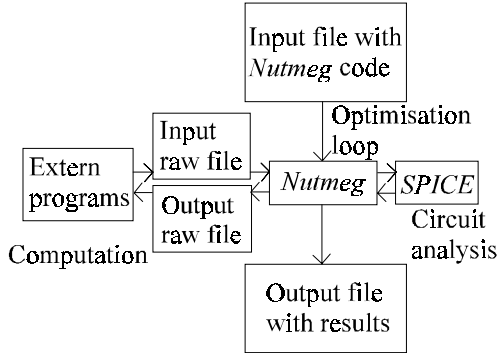 Input file with
Nutmeg code
Optimisation
loop
Input
raw file
Extern
programs
Nutmeg
SPICE
Output
raw file
Computation
Circuit
analysis
Output file
with results